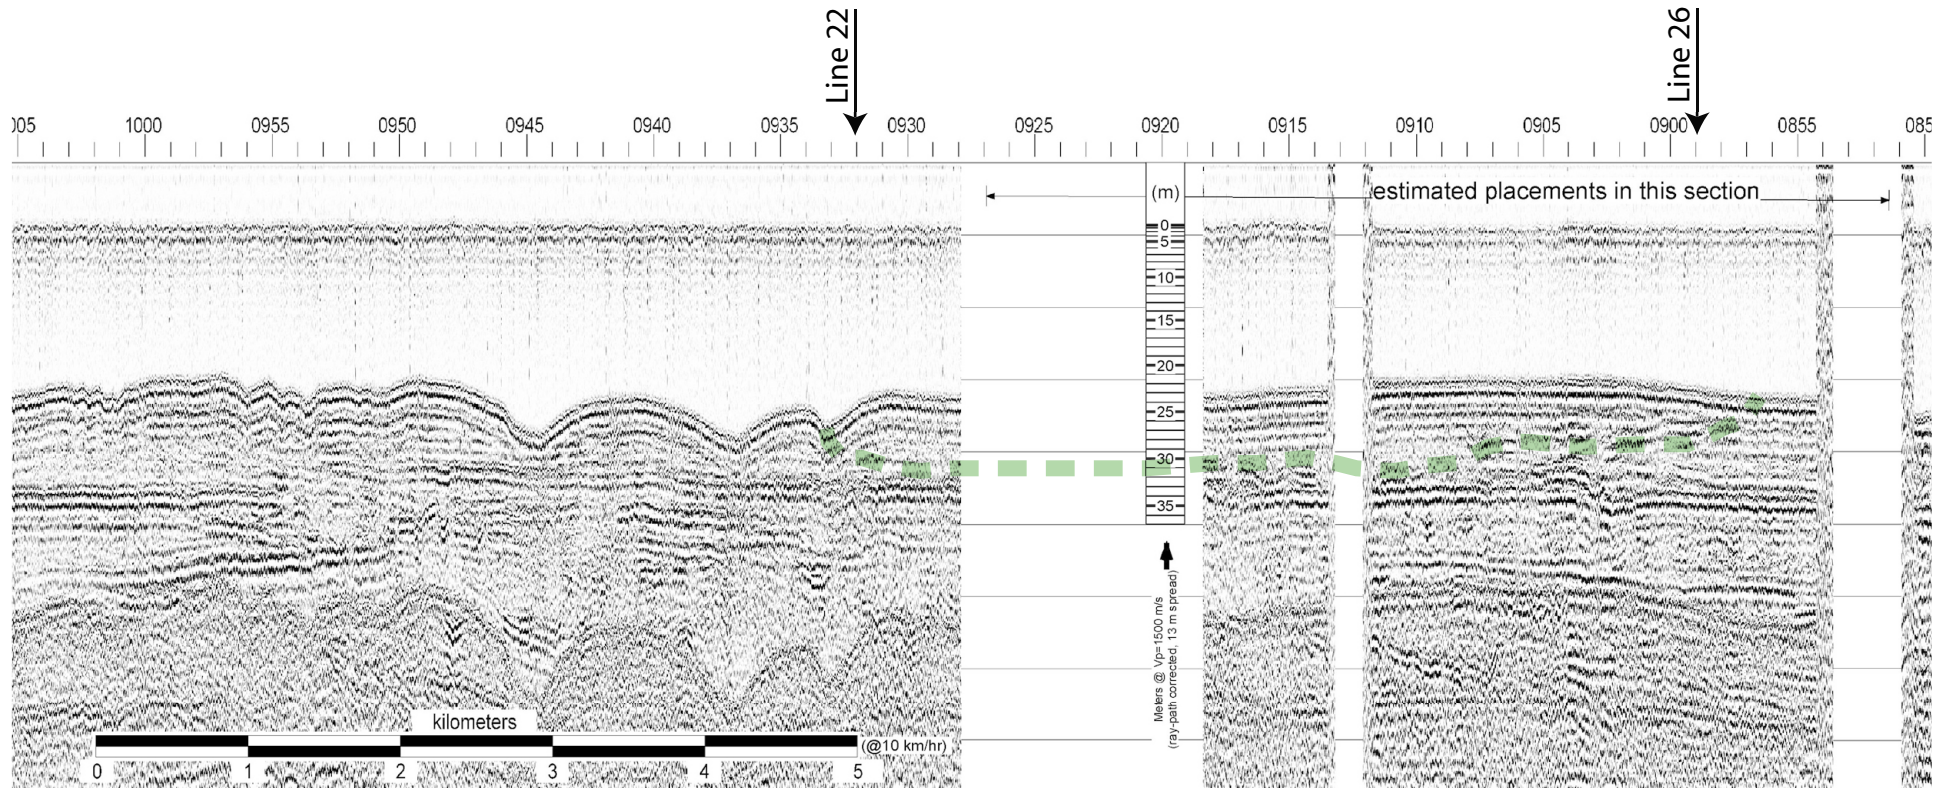 Line 22
Line 26
005 1000 0955 0950 0945 0940 0935 0930 0925 0920 0915 0910 0905 0900 0855 085
(m)
estimated placements in this section
0
5
10
15
20
25
30
35
Meters @ Vp=1500 m/s
(ray-path corrected, 13 m spread)
kilometers
(@10 km/hr)
0 1 2 3 4 5